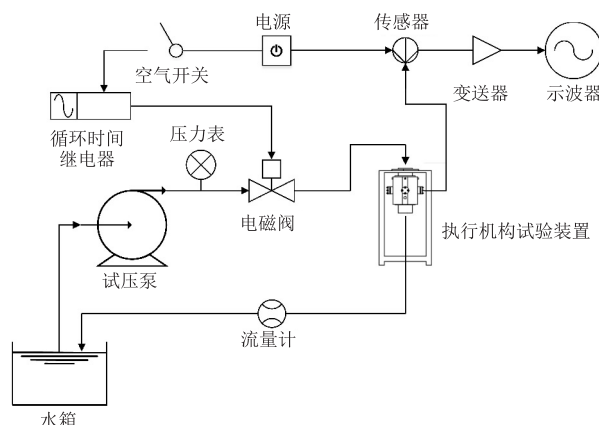 电源
传感器
空气开关
变送器
示波器
循环时间
继电器
压力表
电磁阀
执行机构试验装置
试压泵
流量计
水箱